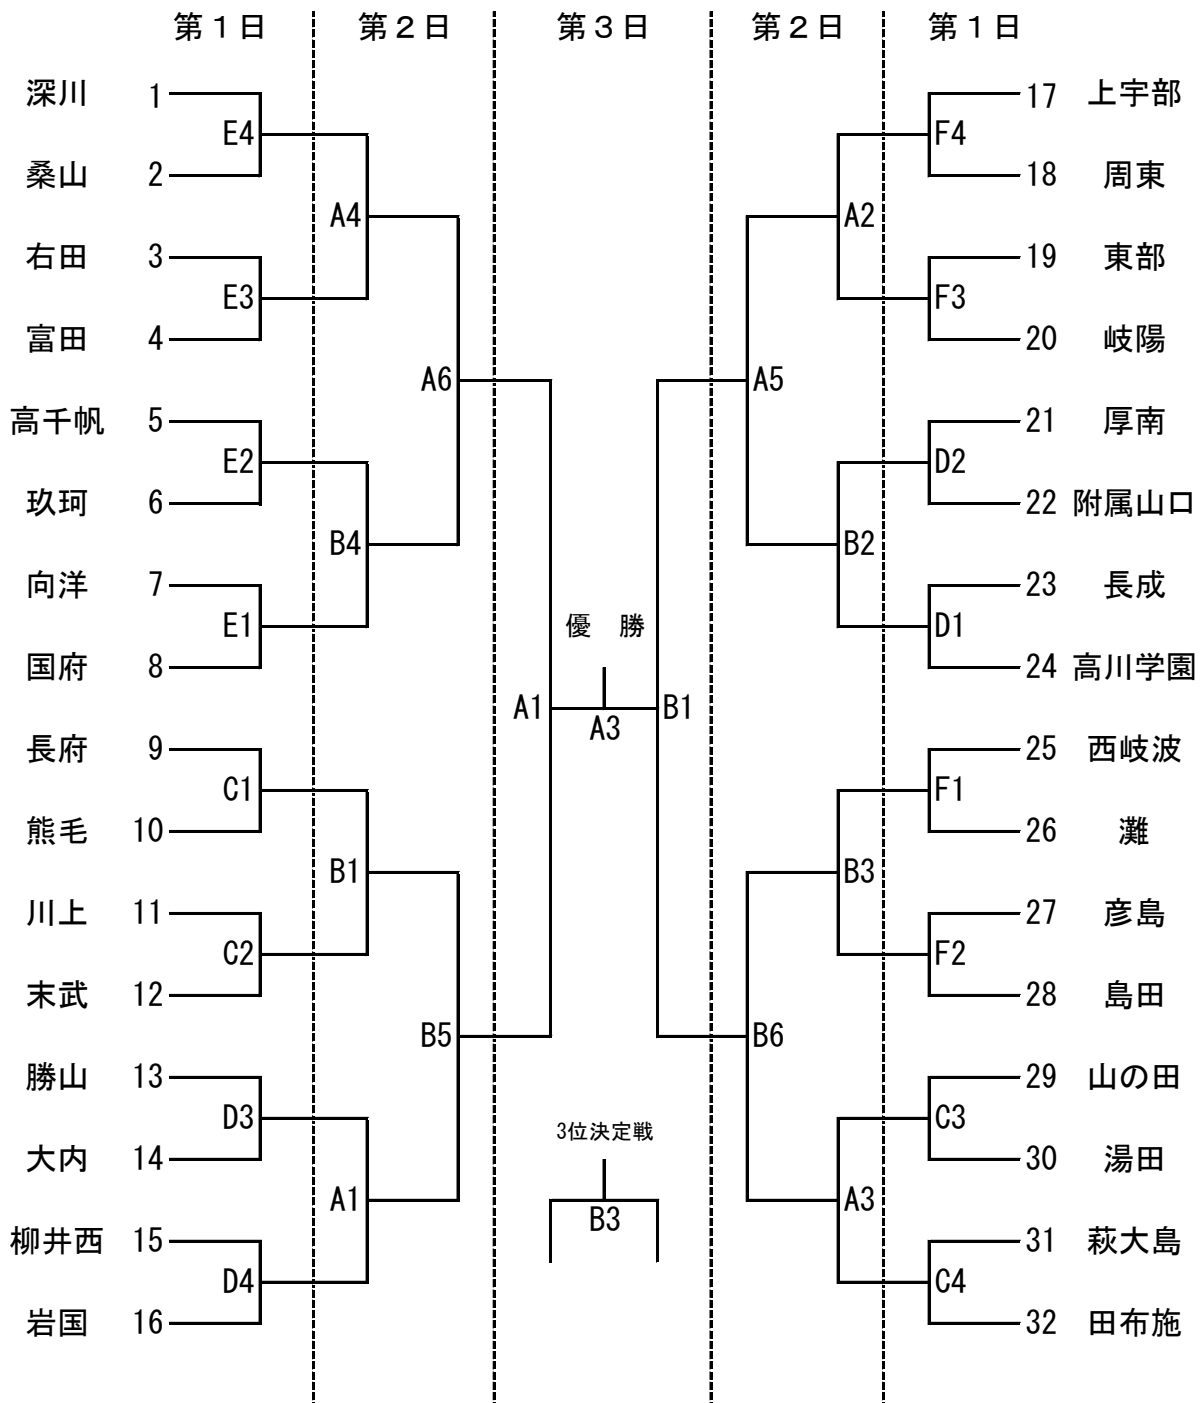 第１日 第２日 第３日 第２日 第１日
深川 1 17 上宇部
E4 F4
桑山 2 18 周東
A4 A2
右田 3 19 東部
E3 F3
富田 4 20 岐陽
A6 A5
高千帆 5 21 厚南
E2 D2
玖珂 6 22 附属山口
B4 B2
向洋 7 23 長成
E1 優 勝 D1
国府 8 24 高川学園
A1 A3 B1
長府 9 25 西岐波
C1 F1
熊毛 10 26 灘
B1 B3
川上 11 27 彦島
C2 F2
末武 12 28 島田
B5 B6
勝山 13 29 山の田
D3 3位決定戦 C3
大内 14 30 湯田
A1 B3 A3
柳井西 15 31 萩大島
D4 C4
岩国 16 32 田布施